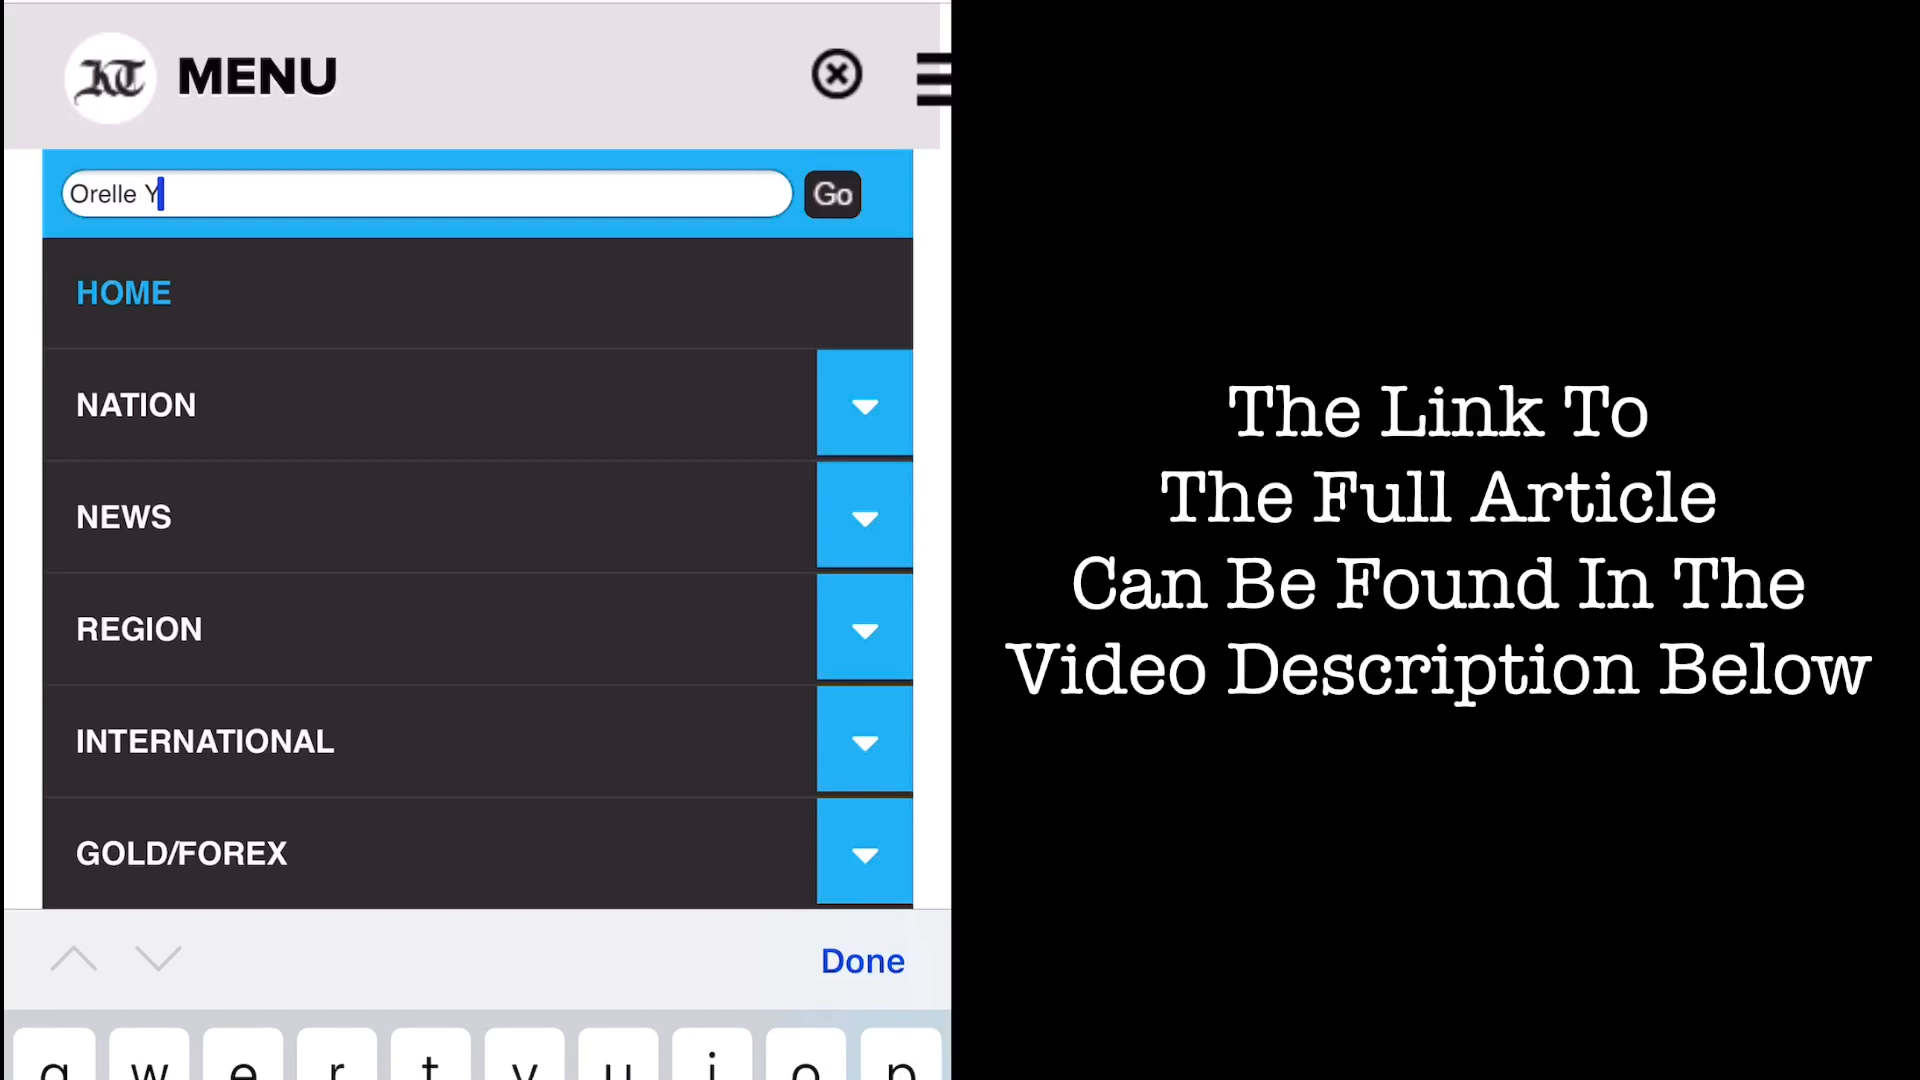 KT MENU
Orelle Y
Go
HOME
NATION
NEWS
REGION
INTERNATIONAL
GOLD/FOREX
Done
q w e r t y u i o p
The Link To
The Full Article
Can Be Found In The
Video Description Below